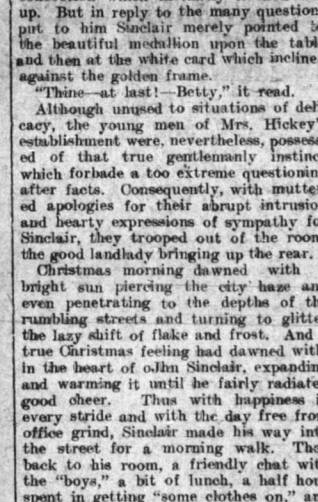 up. But in reply to the many question
put to him Sinclair merely pointed t
the beautiful medallion upon the tabl
and then at the white card which incline
against the golden frame.
"Thine—at last!—Betty," it read.
Although unused to situations of deli
cacy, the young men of Mrs. Hickey'
establishment were, nevertheless, possess
ed of that true gentlemanly instinc
which forbade a too extreme questionin
after facts. Consequently, with mutter
ed apologies for their abrupt intrusio
and hearty expressions of sympathy fo
Sinclair, they trooped out of the room
the good landlady bringing up the rear.
Christmas morning dawned with
bright sun piercing the city haze an
even penetrating to the depths of th
rumbling streets and turning to glitte
the lazy shift of flake and frost. And
true Christmas feeling had dawned with
in the heart of oJhn Sinclair, expandin
and warming it until he fairly radiate
good cheer. Thus with happiness i
every stride and with the day free fro
office grind, Sinclair made his way int
the street for a morning walk. The
back to his room, a friendly chat wit
the "boys," a bit of lunch, a half hou
spent in getting "some clothes on," a